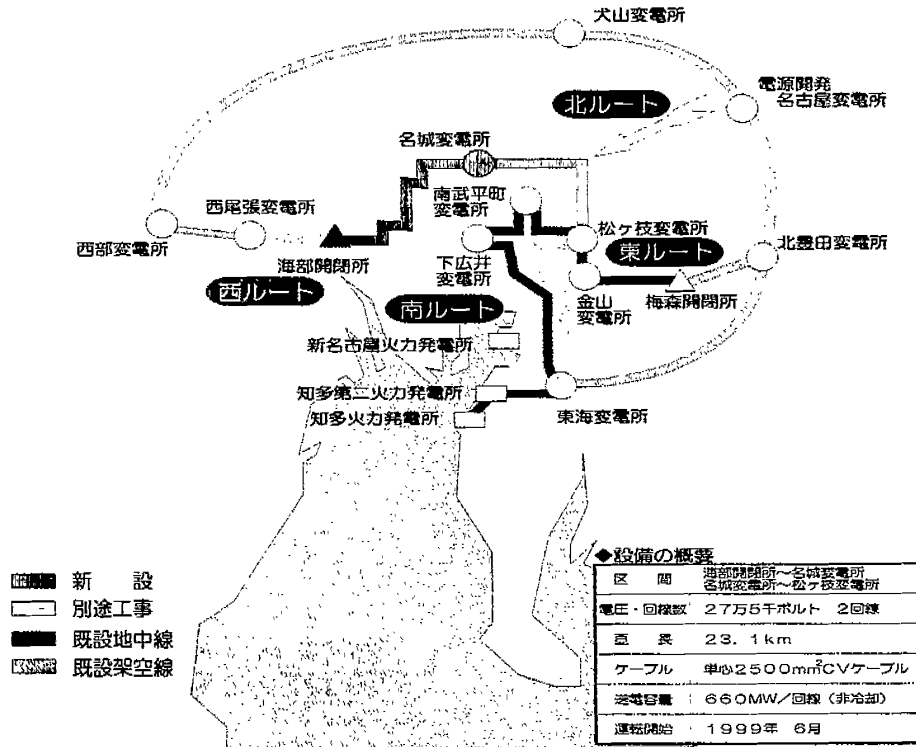 犬山変電所
電源開発
名古屋変電所
北ルート
名城変電所
南武平町
変電所
西尾張変電所
西部変電所
海部開閉所
下広井
変電所
松ヶ枝変電所
東ルート
北豊田変電所
西ルート
南ルート
金山
変電所
梅森開閉所
新名古屋火力発電所
知多第二火力発電所
知多火力発電所
東海変電所
新 設
別途工事
既設地中線
既設架空線
◆設備の概要
区 間 海部開閉所～名城変電所
名城変電所～松ヶ枝変電所
電圧・回線数 27万5千ボルト 2回線
亘 長 23.1km
ケーブル 単心2500mm²CVケーブル
送電容量 660MW／回線（非冷却）
運転開始 1999年 6月